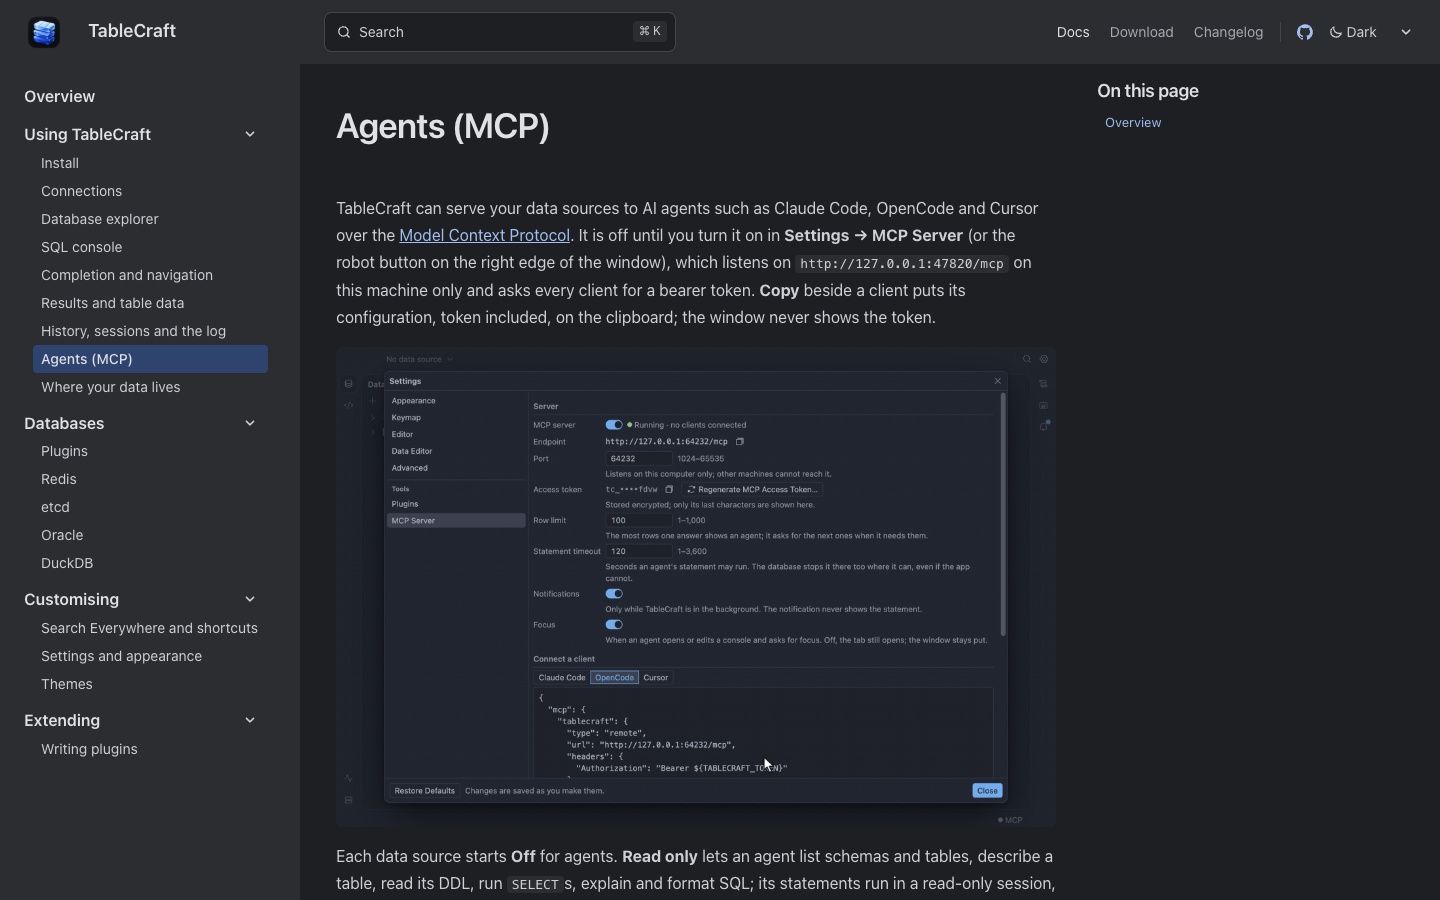 TableCraft
Search
⌘ K
Docs
Download
Changelog
Dark
Overview
Using TableCraft
Install
Connections
Database explorer
SQL console
Completion and navigation
Results and table data
History, sessions and the log
Agents (MCP)
Where your data lives
Databases
Plugins
Redis
etcd
Oracle
DuckDB
Customising
Search Everywhere and shortcuts
Settings and appearance
Themes
Extending
Writing plugins
Agents (MCP)
TableCraft can serve your data sources to AI agents such as Claude Code, OpenCode and Cursor
over the Model Context Protocol. It is off until you turn it on in Settings → MCP Server (or the
robot button on the right edge of the window), which listens on http://127.0.0.1:47820/mcp on
this machine only and asks every client for a bearer token. Copy beside a client puts its
configuration, token included, on the clipboard; the window never shows the token.
No data source
Data
Settings
Appearance
Keymap
Editor
Data Editor
Advanced
Tools
Plugins
MCP Server
Server
MCP server Running · no clients connected
Endpoint http://127.0.0.1:64232/mcp
Port 64232 1024–65535
Listens on this computer only; other machines cannot reach it.
Access token tc_••••fdvw Regenerate MCP Access Token...
Stored encrypted; only its last characters are shown here.
Row limit 100 1–1,000
The most rows one answer shows an agent; it asks for the next ones when it needs them.
Statement timeout 120 1–3,600
Seconds an agent's statement may run. The database stops it there too where it can, even if the app
cannot.
Notifications
Only while TableCraft is in the background. The notification never shows the statement.
Focus
When an agent opens or edits a console and asks for focus. Off, the tab still opens; the window stays put.
Connect a client
Claude Code OpenCode Cursor
{
"mcp": {
"tablecraft": {
"type": "remote",
"url": "http://127.0.0.1:64232/mcp",
"headers": {
"Authorization": "Bearer ${TABLECRAFT_TOKEN}"
Restore Defaults Changes are saved as you make them. Close
MCP
Each data source starts Off for agents. Read only lets an agent list schemas and tables, describe a
table, read its DDL, run SELECT s, explain and format SQL; its statements run in a read-only session,
On this page
Overview